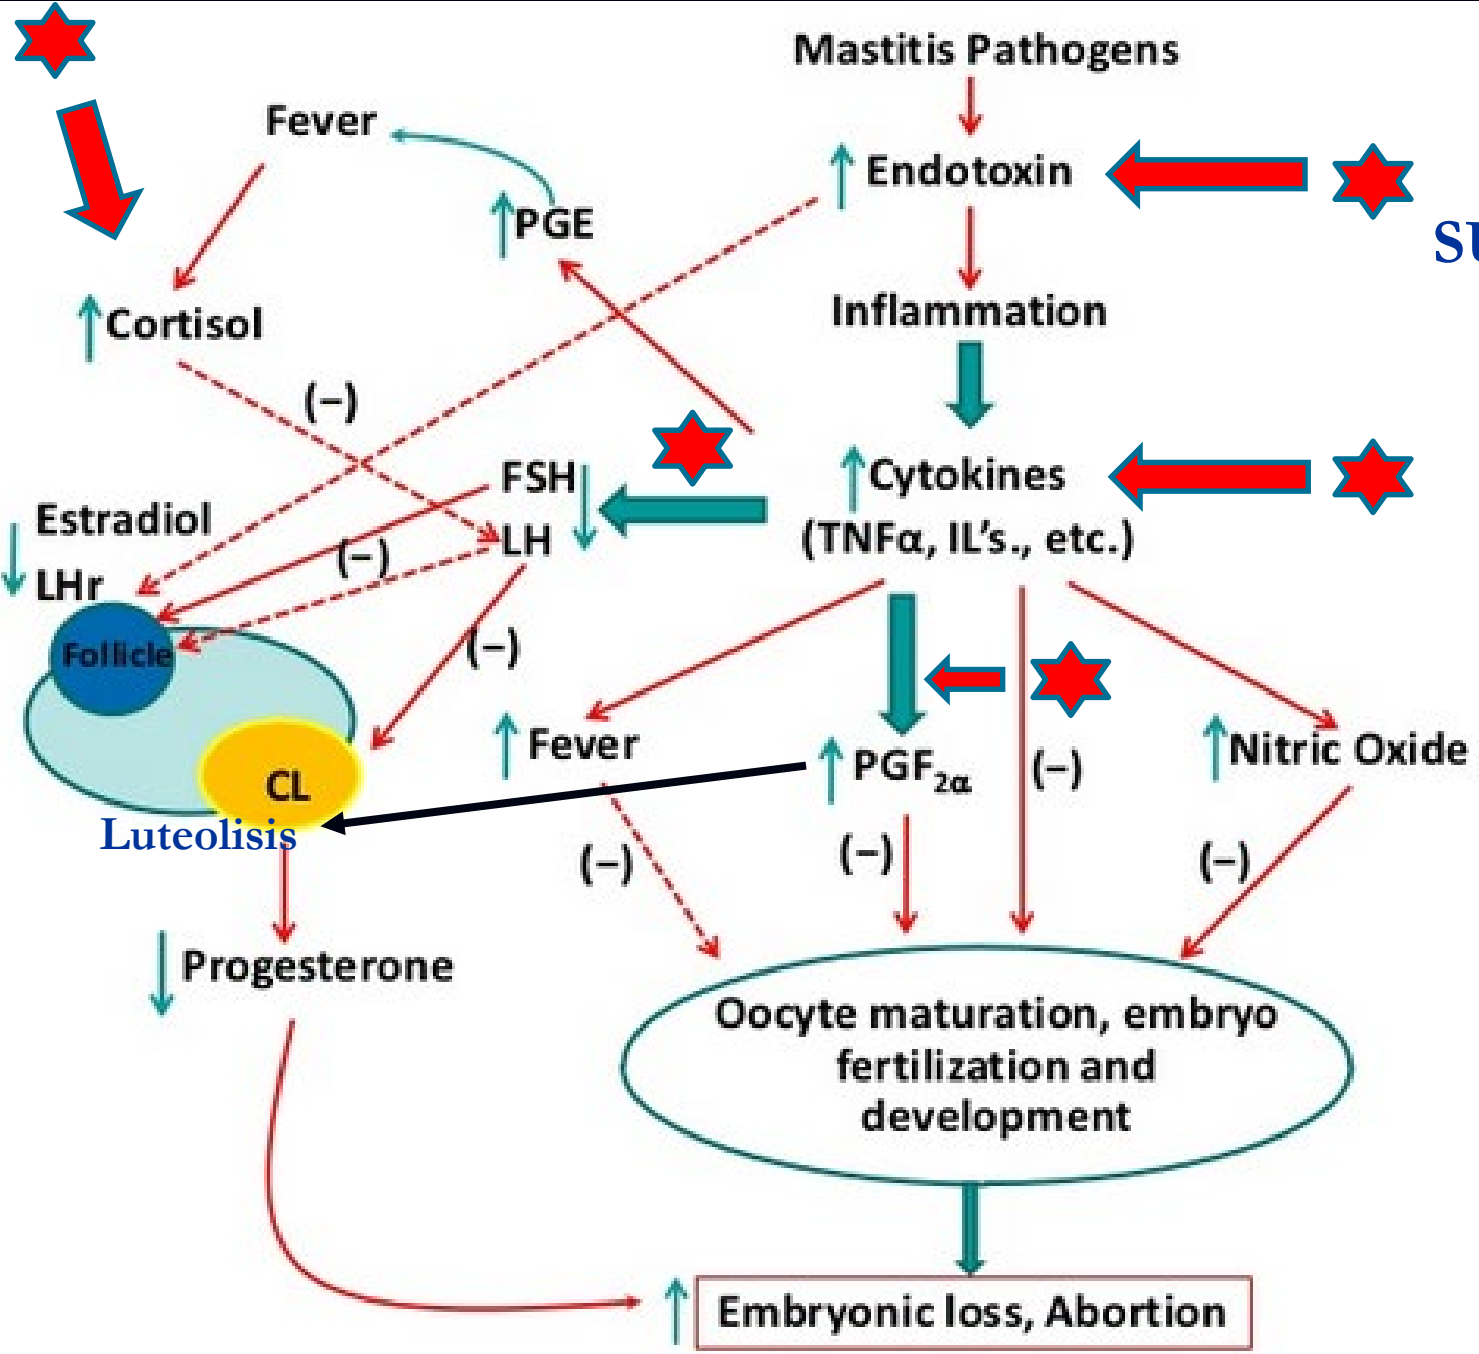 Mastitis Pathogens
Fever
Endotoxin
PGE
SU
Inflammation
Cortisol
(−)
FSH
Cytokines
Estradiol
LH
(TNFα, IL's., etc.)
(−)
LHr
Follicle
(−)
Fever
PGF2α
(−)
Nitric Oxide
CL
Luteolisis
(−)
(−)
(−)
Progesterone
Oocyte maturation, embryo
fertilization and
development
Embryonic loss, Abortion